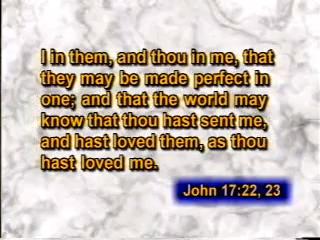 I in them, and thou in me, that
they may be made perfect in
one; and that the world may
know that thou hast sent me,
and hast loved them, as thou
hast loved me.
John 17:22, 23